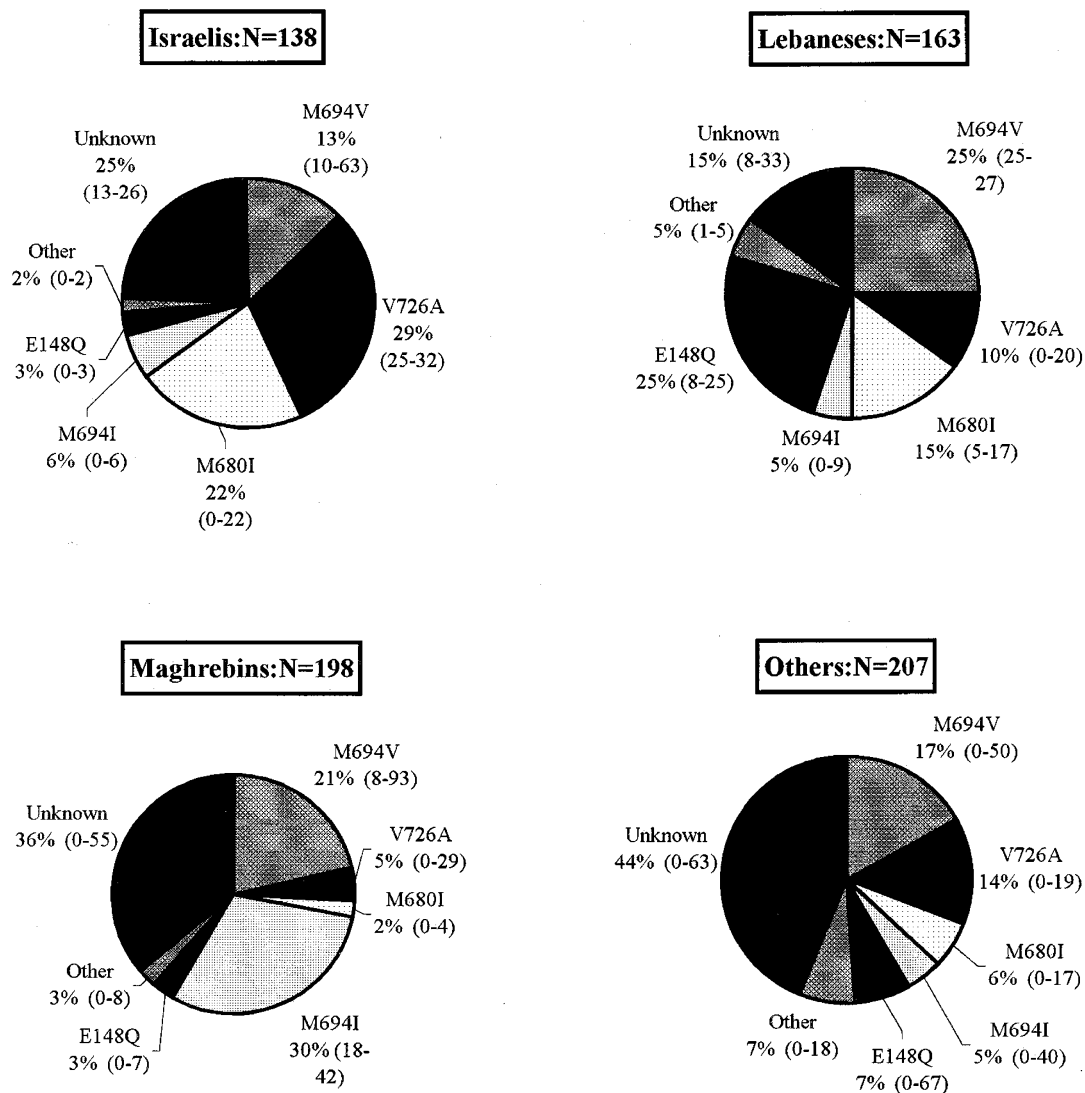 Israelis:N=138
M694V
13%
(10-63)
V726A
29%
(25-32)
M680I
22%
(0-22)
M694I
6% (0-6)
E148Q
3% (0-3)
Other
2% (0-2)
Unknown
25%
(13-26)
Lebaneses:N=163
M694V
25% (25-
27)
V726A
10% (0-20)
M680I
15% (5-17)
M694I
5% (0-9)
E148Q
25% (8-25)
Other
5% (1-5)
Unknown
15% (8-33)
Maghrebins:N=198
M694V
21% (8-93)
V726A
5% (0-29)
M680I
2% (0-4)
M694I
30% (18-
42)
E148Q
3% (0-7)
Other
3% (0-8)
Unknown
36% (0-55)
Others:N=207
M694V
17% (0-50)
V726A
14% (0-19)
M680I
6% (0-17)
M694I
5% (0-40)
E148Q
7% (0-67)
Other
7% (0-18)
Unknown
44% (0-63)